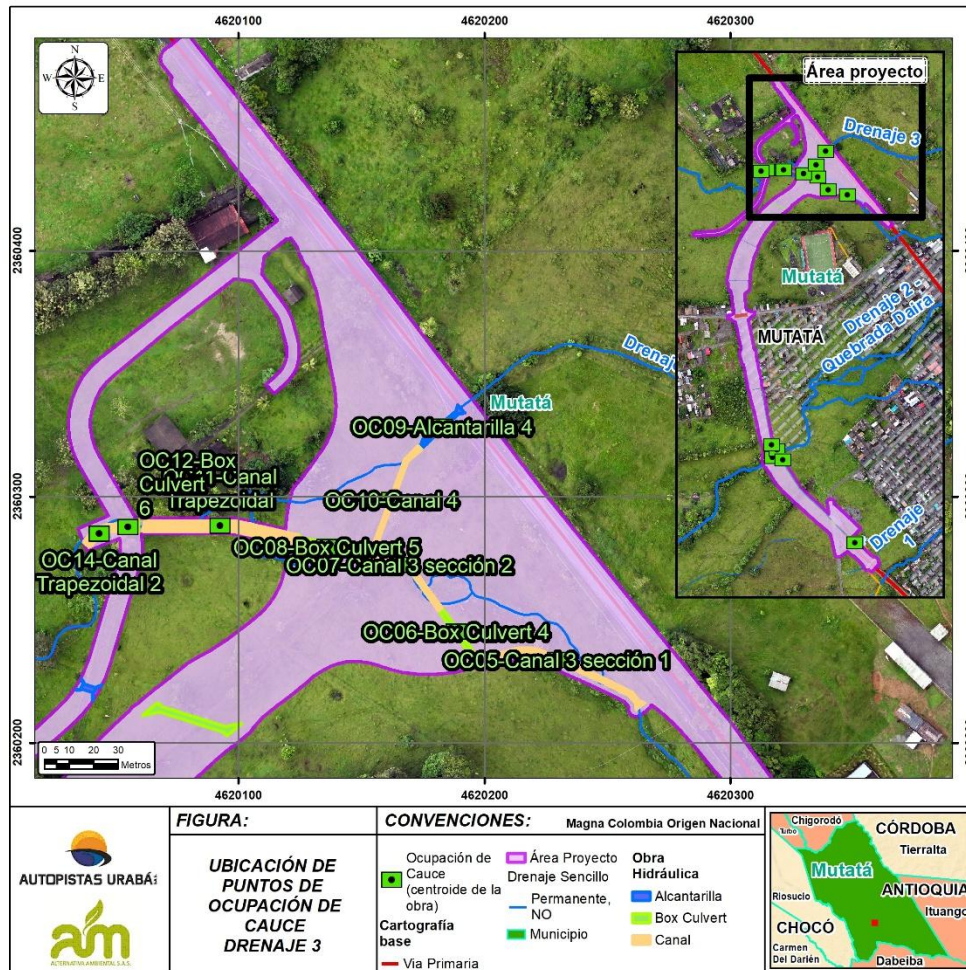 4620100
4620200
4620300
N
W
E
S
Área proyecto
Drenaje 3
Mutatá
MUTATÁ
Drenaje 2 -
Quebrada Daira
Drenaje
1
2360400
2360300
2360200
Drenaje
Mutatá
OC09-Alcantarilla 4
OC12-Box
Culvert
6
Trapezoidal
OC10-Canal 4
OC08-Box Culvert 5
OC07-Canal 3 sección 2
OC14-Canal
Trapezoidal 2
OC06-Box Culvert 4
OC05-Canal 3 sección 1
0 5 10 20 30
Metros
4620100
4620200
4620300
AUTOPISTAS URABÁ
ALTERNATIVA AMBIENTAL S.A.S.
FIGURA:
UBICACIÓN DE
PUNTOS DE
OCUPACIÓN DE
CAUCE
DRENAJE 3
CONVENCIONES:
Magna Colombia Origen Nacional
Ocupación de
Cauce
(centroide de la
obra)
Cartografía
base
Via Primaria
Área Proyecto
Drenaje Sencillo
Permanente,
NO
Municipio
Obra
Hidráulica
Alcantarilla
Box Culvert
Canal
Chigorodó
Turbo
CÓRDOBA
Tierralta
Mutatá
ANTIOQUIA
Riosucio
Ituango
CHOCÓ
Carmen
Del Darién
Dabeiba